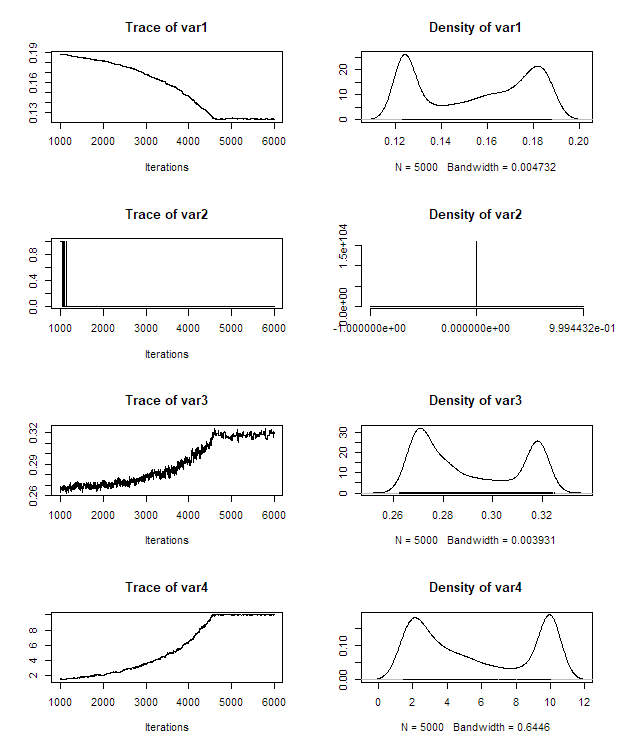 Trace of var1
0.13 0.16 0.19
1000 2000 3000 4000 5000 6000
Iterations
Density of var1
0 10 20
0.12 0.14 0.16 0.18 0.20
N = 5000 Bandwidth = 0.004732
Trace of var2
0.0 0.4 0.8
1000 2000 3000 4000 5000 6000
Iterations
Density of var2
0.0e+00 1.5e+104
-1.000000e+00 0.000000e+00 9.994432e-01
Trace of var3
0.26 0.29 0.32
1000 2000 3000 4000 5000 6000
Iterations
Density of var3
0 10 20 30
0.26 0.28 0.30 0.32
N = 5000 Bandwidth = 0.003931
Trace of var4
2 4 6 8
1000 2000 3000 4000 5000 6000
Iterations
Density of var4
0.00 0.10
0 2 4 6 8 10 12
N = 5000 Bandwidth = 0.6446